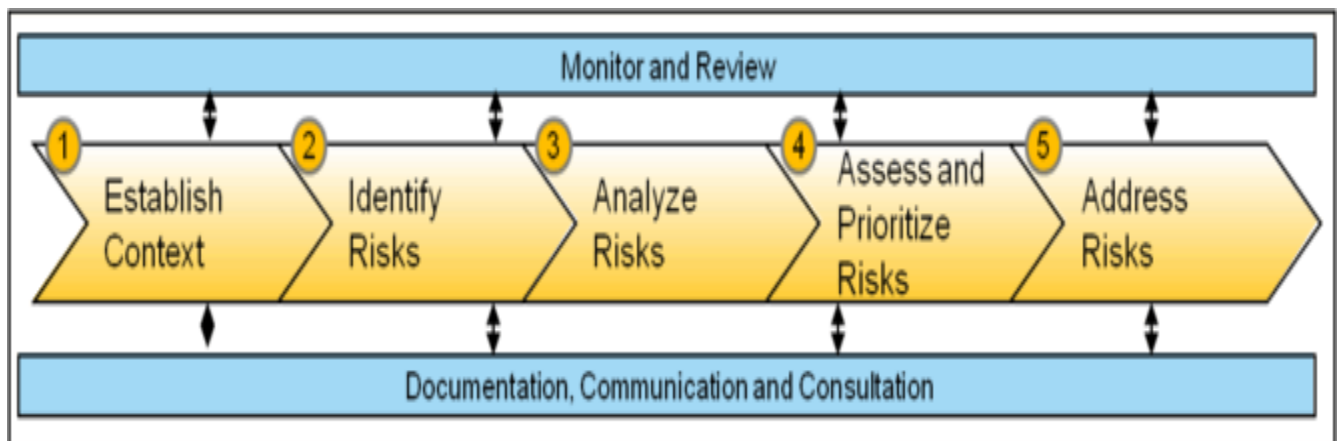 Monitor and Review
1
Establish
Context
2
Identify
Risks
3
Analyze
Risks
4
Assess and
Prioritize
Risks
5
Address
Risks
Documentation, Communication and Consultation